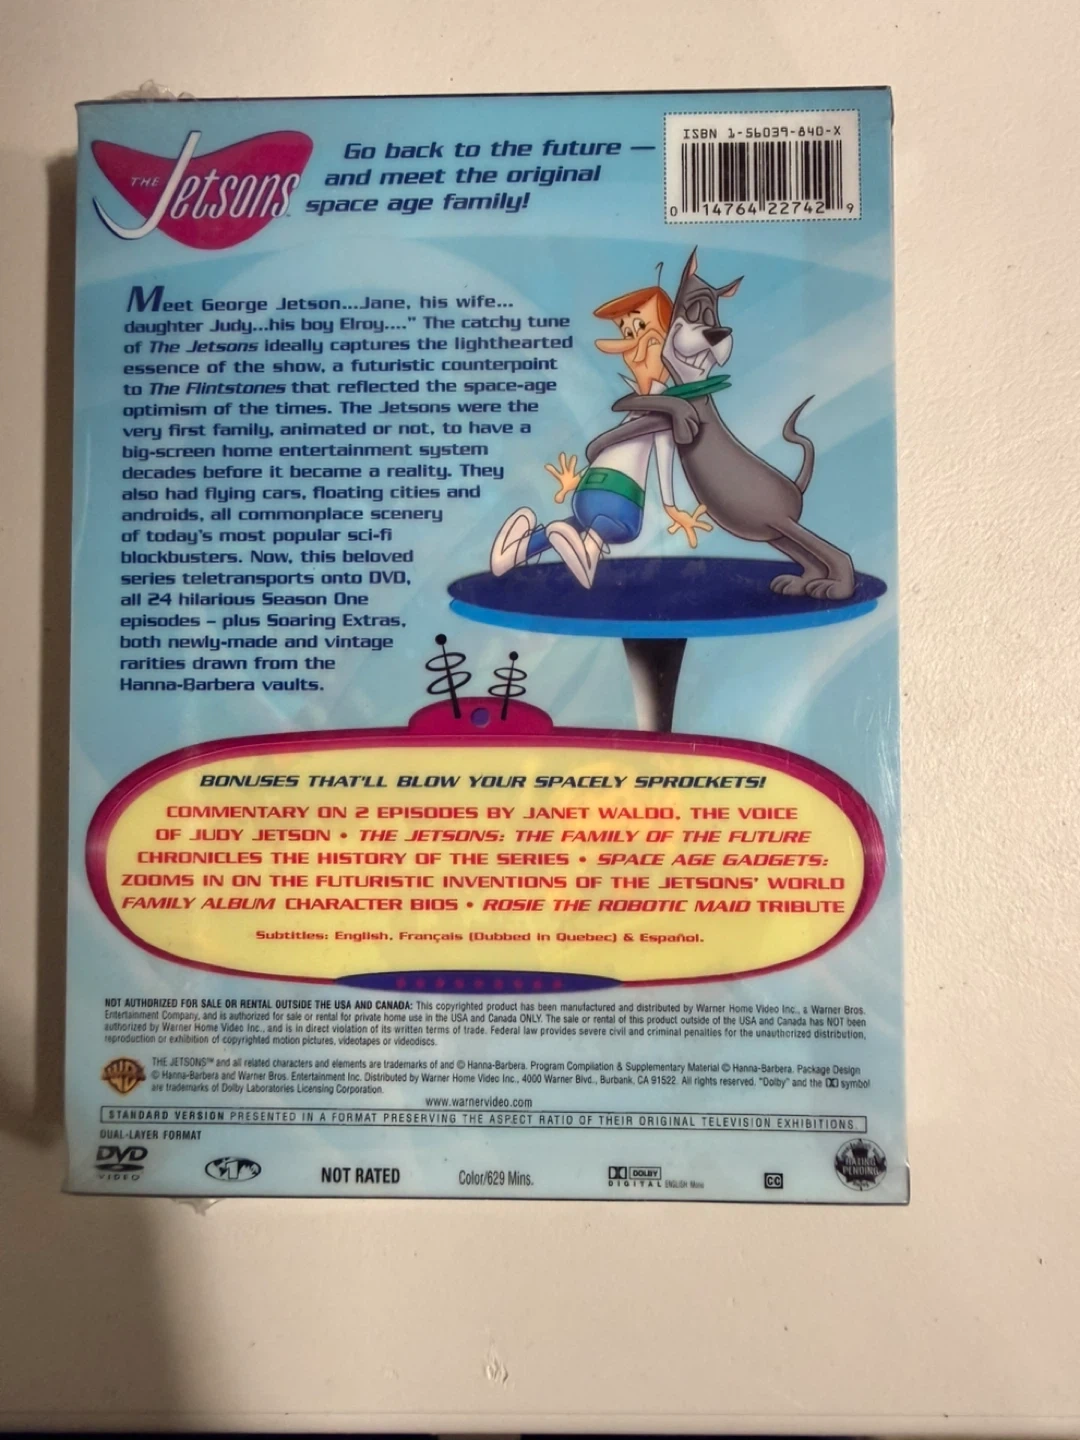 THE Jetsons
Go back to the future —
and meet the original
space age family!
ISBN 1-56039-840-X
0 14764 22742 9
Meet George Jetson....Jane, his wife...
daughter Judy...his boy Elroy...." The catchy tune
of The Jetsons ideally captures the lighthearted
essence of the show, a futuristic counterpoint
to The Flintstones that reflected the space-age
optimism of the times. The Jetsons were the
very first family, animated or not, to have a
big-screen home entertainment system
decades before it became a reality. They
also had flying cars, floating cities and
androids, all commonplace scenery
of today's most popular sci-fi
blockbusters. Now, this beloved
series teletransports onto DVD,
all 24 hilarious Season One
episodes – plus Soaring Extras,
both newly-made and vintage
rarities drawn from the
Hanna-Barbera vaults.
BONUSES THAT'LL BLOW YOUR SPACELY SPROCKETS!
COMMENTARY ON 2 EPISODES BY JANET WALDO, THE VOICE
OF JUDY JETSON • THE JETSONS: THE FAMILY OF THE FUTURE
CHRONICLES THE HISTORY OF THE SERIES • SPACE AGE GADGETS:
ZOOMS IN ON THE FUTURISTIC INVENTIONS OF THE JETSONS' WORLD
FAMILY ALBUM CHARACTER BIOS • ROSIE THE ROBOTIC MAID TRIBUTE
Subtitles: English, Français (Dubbed in Quebec) & Español.
NOT AUTHORIZED FOR SALE OR RENTAL OUTSIDE THE USA AND CANADA: This copyrighted product has been manufactured and distributed by Warner Home Video Inc., a Warner Bros.
Entertainment Company, and is authorized for sale or rental for private home use in the USA and Canada ONLY. The sale or rental of this product outside of the USA and Canada has NOT been
authorized by Warner Home Video Inc., and is in direct violation of its written terms of trade. Federal law provides severe civil and criminal penalties for the unauthorized distribution,
reproduction or exhibition of copyrighted motion pictures, videotapes or videodiscs.
THE JETSONS™ and all related characters and elements are trademarks of and © Hanna-Barbera. Program Compilation & Supplementary Material © Hanna-Barbera. Package Design
© Hanna-Barbera and Warner Bros. Entertainment Inc. Distributed by Warner Home Video Inc., 4000 Warner Blvd., Burbank, CA 91522. All rights reserved. "Dolby" and the DD symbol
are trademarks of Dolby Laboratories Licensing Corporation.
www.warnervideo.com
STANDARD VERSION PRESENTED IN A FORMAT PRESERVING THE ASPECT RATIO OF THEIR ORIGINAL TELEVISION EXHIBITIONS.
DUAL-LAYER FORMAT
DVD VIDEO
1
NOT RATED
Color/629 Mins.
DOLBY DIGITAL ENGLISH Mono
CC
RATING PENDING